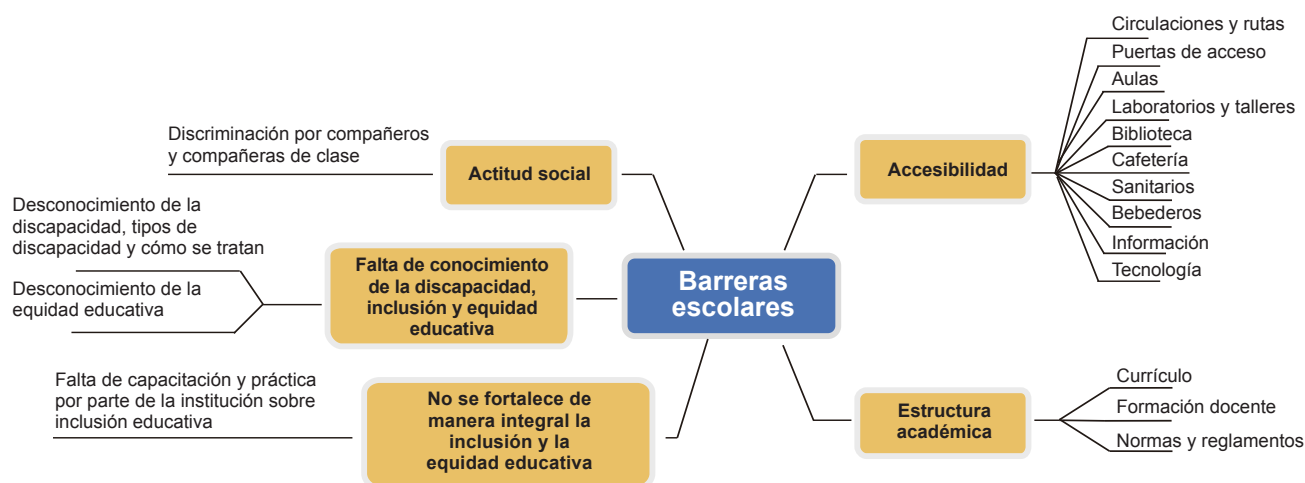 Barreras
escolares
Actitud social
Discriminación por compañeros
y compañeras de clase
Falta de conocimiento
de la discapacidad,
inclusión y equidad
educativa
Desconocimiento de la
discapacidad, tipos de
discapacidad y cómo se tratan
Desconocimiento de la
equidad educativa
No se fortalece de
manera integral la
inclusión y la
equidad educativa
Falta de capacitación y práctica
por parte de la institución sobre
inclusión educativa
Accesibilidad
Circulaciones y rutas
Puertas de acceso
Aulas
Laboratorios y talleres
Biblioteca
Cafetería
Sanitarios
Bebederos
Información
Tecnología
Estructura
académica
Currículo
Formación docente
Normas y reglamentos